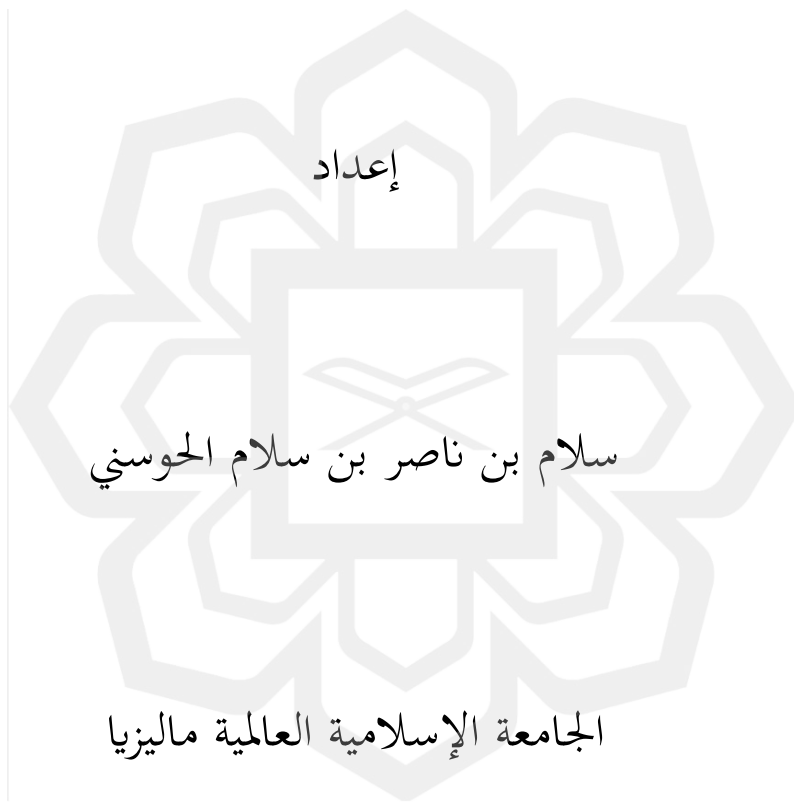 إعداد
سلام بن ناصر بن سلام الحوسني
الجامعة الإسلامية العالمية ماليزيا